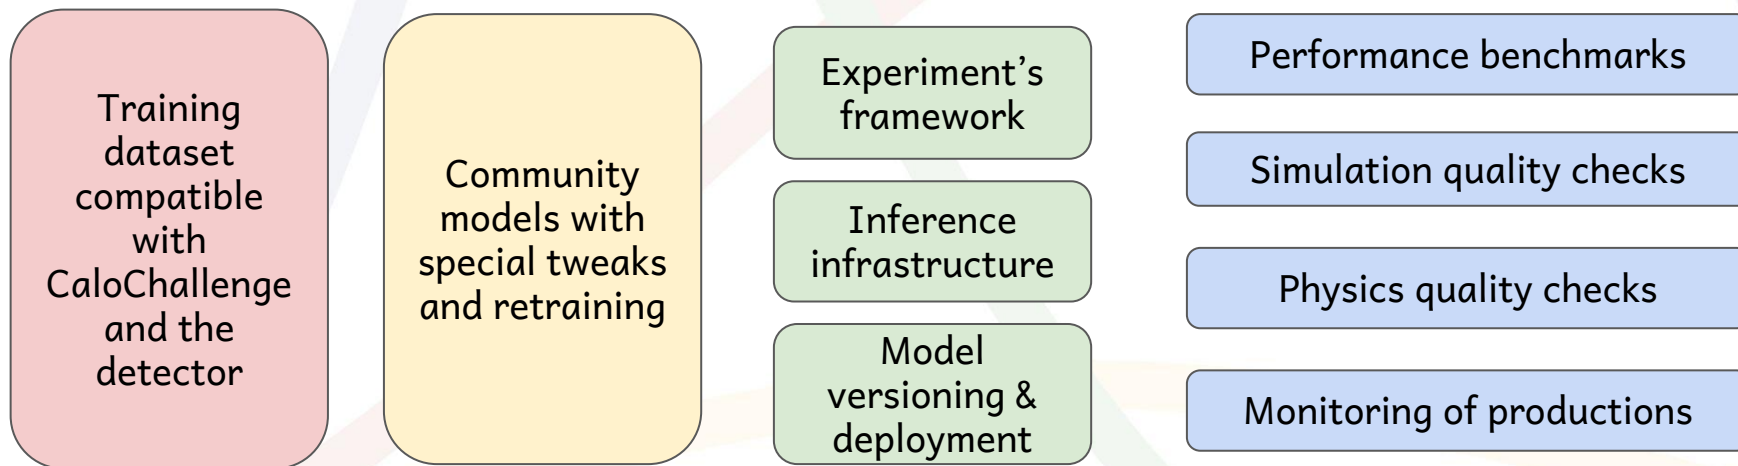 Training
dataset
compatible
with
CaloChallenge
and the
detector
Community
models with
special tweaks
and retraining
Experiment’s
framework
Inference
infrastructure
Model
versioning &
deployment
Performance benchmarks
Simulation quality checks
Physics quality checks
Monitoring of productions